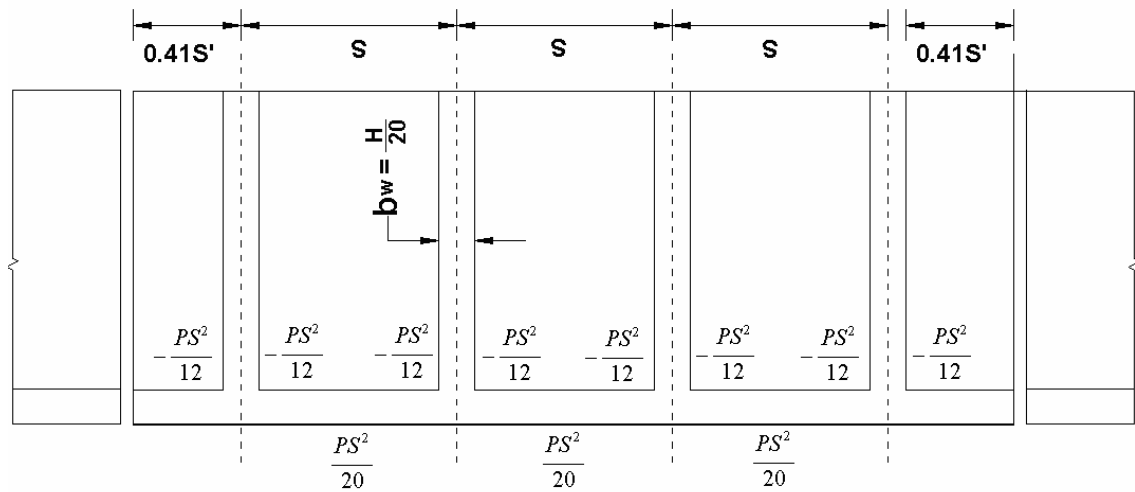 0.41S' S S S 0.41S'
bw = H/20
-PS²/12 -PS²/12 -PS²/12 -PS²/12 -PS²/12 -PS²/12 -PS²/12 -PS²/12
PS²/20 PS²/20 PS²/20